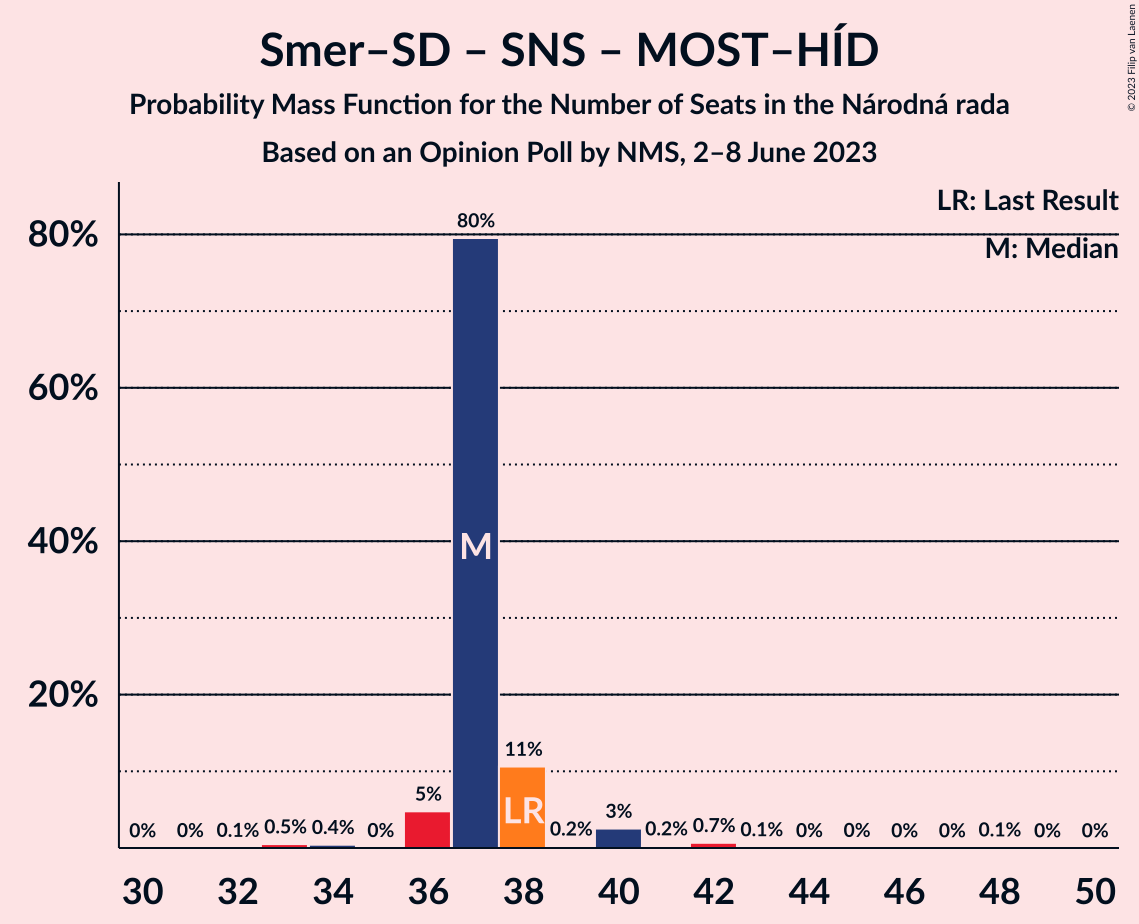 Smer–SD – SNS – MOST–HÍD
Probability Mass Function for the Number of Seats in the Národná rada
Based on an Opinion Poll by NMS, 2–8 June 2023
© 2023 Filip van Laenen
LR: Last Result
M: Median
80%
60%
40%
20%
0% 0% 0.1% 0.5% 0.4% 0% 5% 80% 11% 0.2% 3% 0.2% 0.7% 0.1% 0% 0% 0% 0% 0.1% 0% 0%
M
LR
30 32 34 36 38 40 42 44 46 48 50